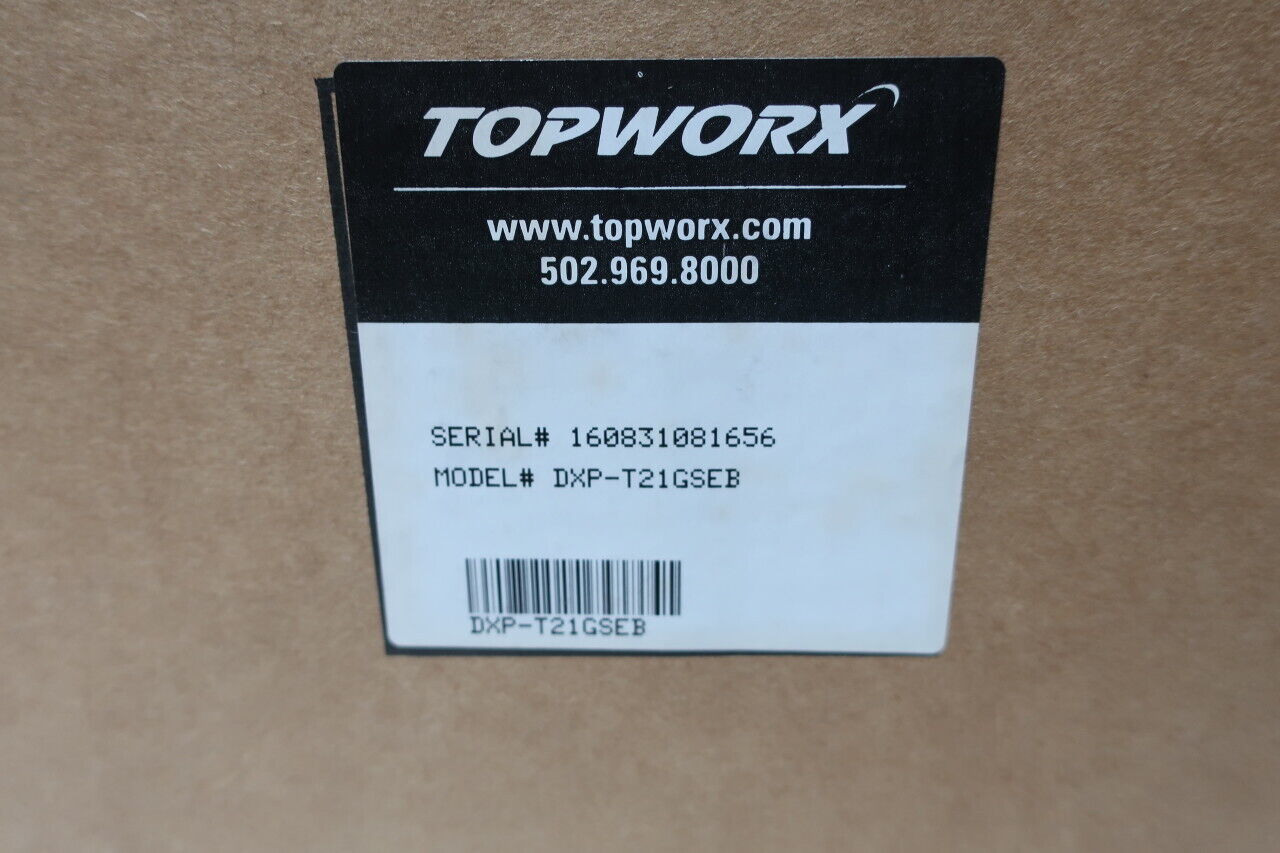 TOPWORX
www.topworx.com
502.969.8000
SERIAL# 160831081656
MODEL# DXP-T21GSEB
DXP-T21GSEB